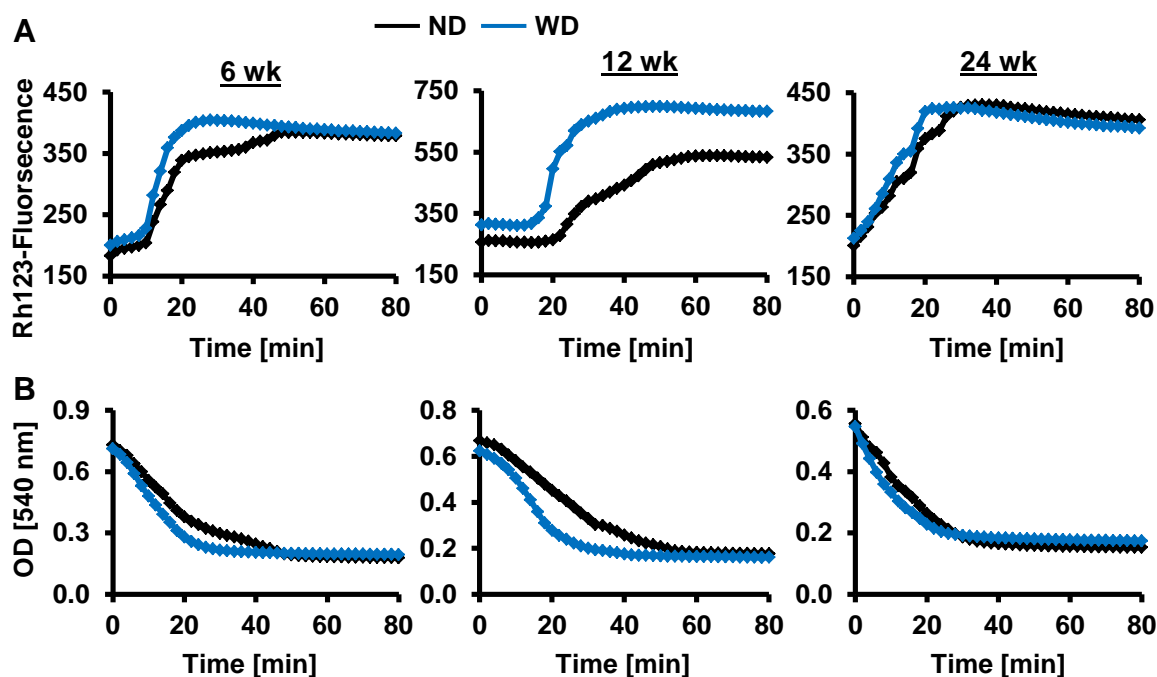 A
ND WD
6 wk 12 wk 24 wk
Rh123-Fluorsecence
450 750 450
350 550 350
250 350 250
150 150 150
0 20 40 60 80 0 20 40 60 80 0 20 40 60 80
Time [min] Time [min] Time [min]
B
OD [540 nm]
0.9 0.8 0.6
0.6 0.6 0.4
0.3 0.4 0.2
0.0 0.2 0.0
0.0
0 20 40 60 80 0 20 40 60 80 0 20 40 60 80
Time [min] Time [min] Time [min]